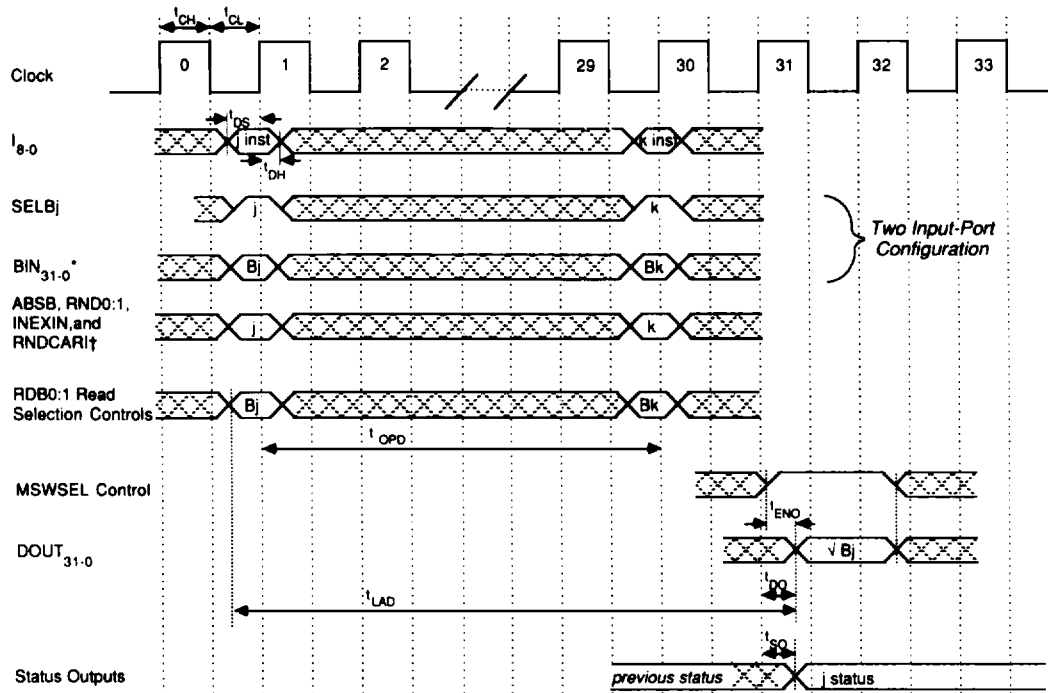 tCH tCL
Clock 0 1 2 29 30 31 32 33
tDS
I8-0 j inst k inst
tDH
SELBj j k
Two Input-Port
Configuration
BIN31-0* Bj Bk
ABSB, RND0:1,
INEXIN,and
RNDCARI† j k
RDB0:1 Read
Selection Controls Bj Bk
tOPD
MSWSEL Control
tENO
DOUT31-0 √ Bj
tDO
tLAD
tSO
Status Outputs previous status j status